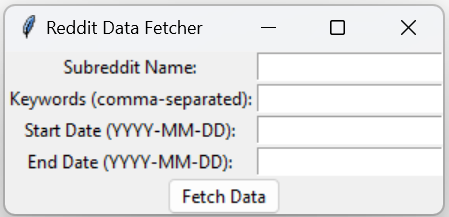 Reddit Data Fetcher
Subreddit Name:
Keywords (comma-separated):
Start Date (YYYY-MM-DD):
End Date (YYYY-MM-DD):
Fetch Data